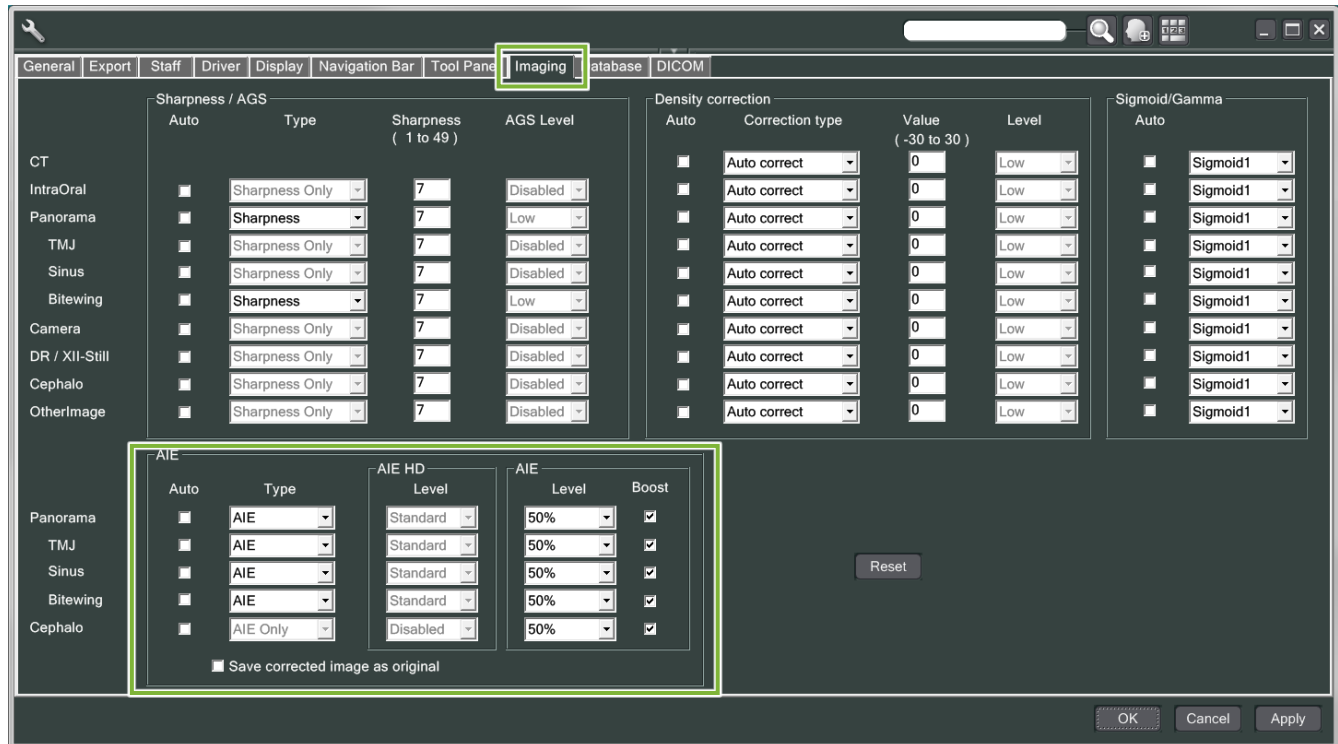 General Export Staff Driver Display Navigation Bar Tool Pane Imaging atabase DICOM
Sharpness / AGS Density correction Sigmoid/Gamma
Auto Type Sharpness AGS Level Auto Correction type Value Level Auto
( 1 to 49 ) ( -30 to 30 )
CT Auto correct 0 Low Sigmoid1
IntraOral Sharpness Only 7 Disabled Auto correct 0 Low Sigmoid1
Panorama Sharpness 7 Low Auto correct 0 Low Sigmoid1
TMJ Sharpness Only 7 Disabled Auto correct 0 Low Sigmoid1
Sinus Sharpness Only 7 Disabled Auto correct 0 Low Sigmoid1
Bitewing Sharpness 7 Low Auto correct 0 Low Sigmoid1
Camera Sharpness Only 7 Disabled Auto correct 0 Low Sigmoid1
DR / XII-Still Sharpness Only 7 Disabled Auto correct 0 Low Sigmoid1
Cephalo Sharpness Only 7 Disabled Auto correct 0 Low Sigmoid1
OtherImage Sharpness Only 7 Disabled Auto correct 0 Low Sigmoid1
AIE
AIE HD AIE
Auto Type Level Level Boost
Panorama AIE Standard 50%
TMJ AIE Standard 50%
Sinus AIE Standard 50%
Reset
Bitewing AIE Standard 50%
Cephalo AIE Only Disabled 50%
Save corrected image as original
OK Cancel Apply